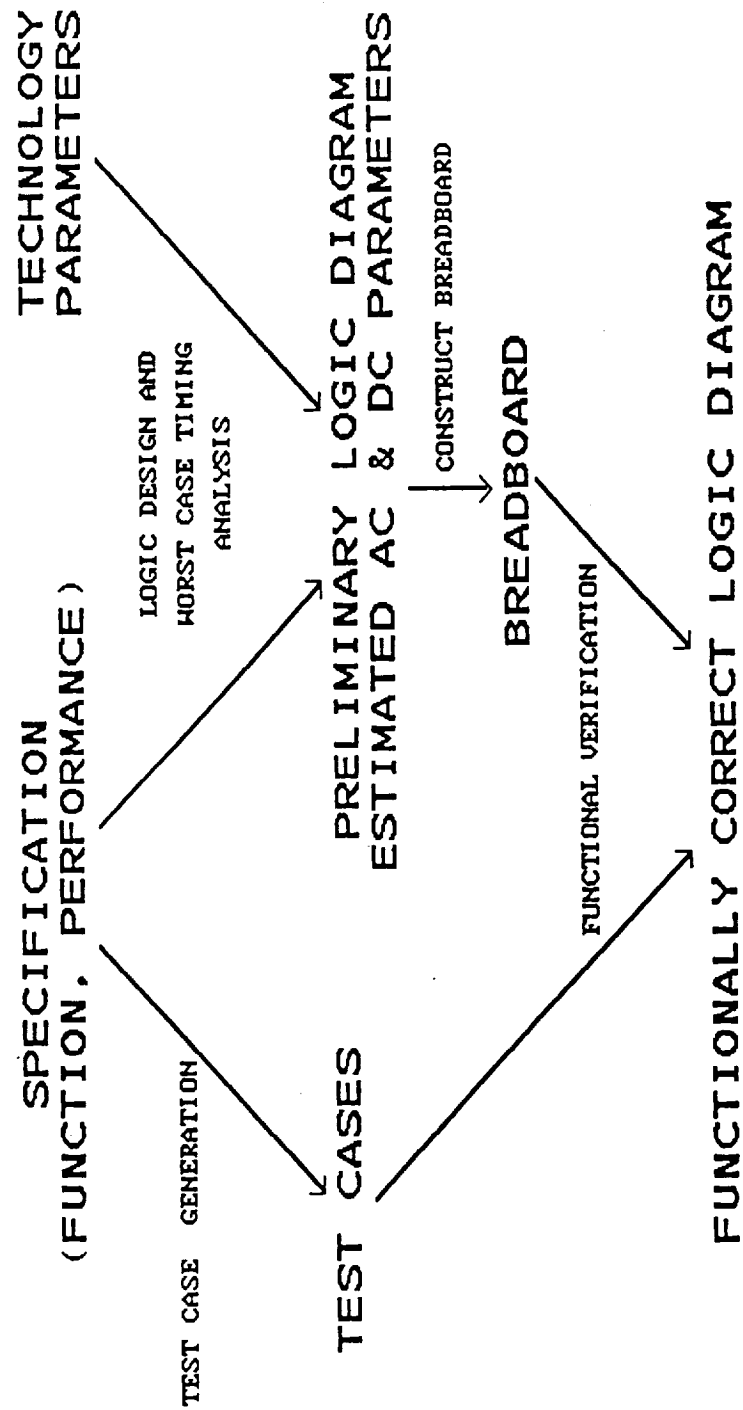 SPECIFICATION
(FUNCTION, PERFORMANCE)
TECHNOLOGY
PARAMETERS
TEST CASE GENERATION
LOGIC DESIGN AND
WORST CASE TIMING
ANALYSIS
TEST CASES
PRELIMINARY LOGIC DIAGRAM
ESTIMATED AC & DC PARAMETERS
CONSTRUCT BREADBOARD
BREADBOARD
FUNCTIONAL VERIFICATION
FUNCTIONALLY CORRECT LOGIC DIAGRAM